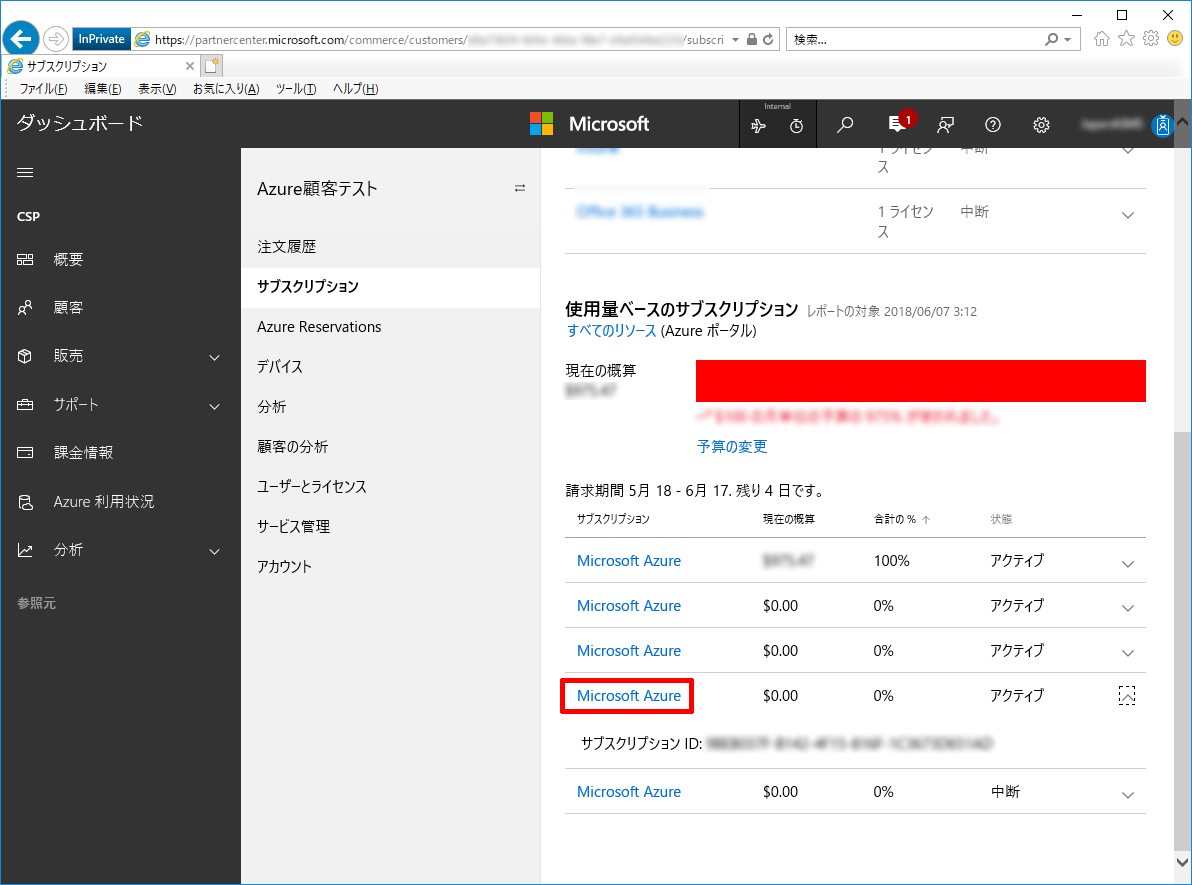 InPrivate
https://partnercenter.microsoft.com/commerce/customers/
/subscri
検索...
サブスクリプション
ファイル(F) 編集(E) 表示(V) お気に入り(A) ツール(T) ヘルプ(H)
ダッシュボード
Microsoft
Internal
1
CSP
概要
顧客
販売
サポート
課金情報
Azure 利用状況
分析
参照元
Azure顧客テスト
注文履歴
サブスクリプション
Azure Reservations
デバイス
分析
顧客の分析
ユーザーとライセンス
サービス管理
アカウント
1 ライセン 中断
ス
Office 365 Business 1 ライセン 中断
ス
使用量ベースのサブスクリプション レポートの対象 2018/06/07 3:12
すべてのリソース (Azure ポータル)
現在の概算
予算の変更
請求期間 5月 18 - 6月 17. 残り 4 日です。
サブスクリプション 現在の概算 合計の % ↑ 状態
Microsoft Azure 100% アクティブ
Microsoft Azure $0.00 0% アクティブ
Microsoft Azure $0.00 0% アクティブ
Microsoft Azure $0.00 0% アクティブ
サブスクリプション ID:
Microsoft Azure $0.00 0% 中断